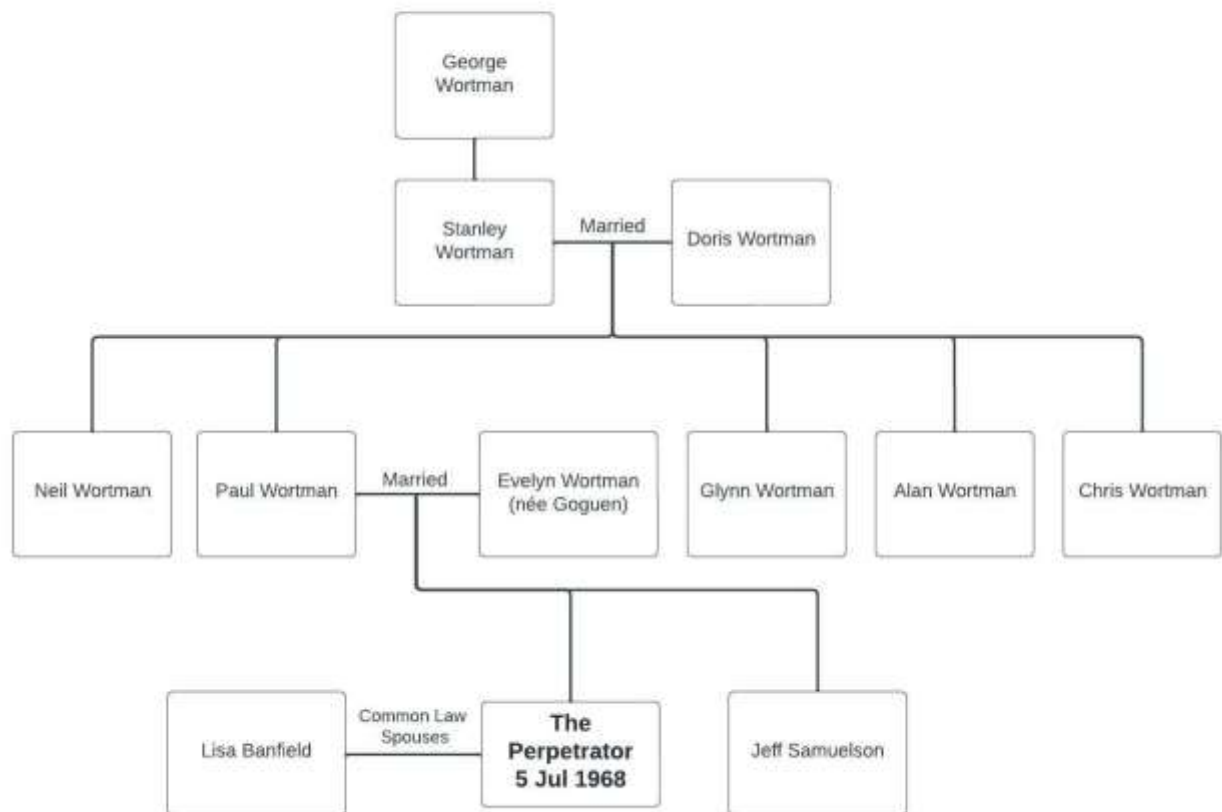 George
Wortman
Stanley
Wortman
Married
Doris Wortman
Neil Wortman
Paul Wortman
Married
Evelyn Wortman
(née Goguen)
Glynn Wortman
Alan Wortman
Chris Wortman
Lisa Banfield
Common Law
Spouses
The
Perpetrator
5 Jul 1968
Jeff Samuelson